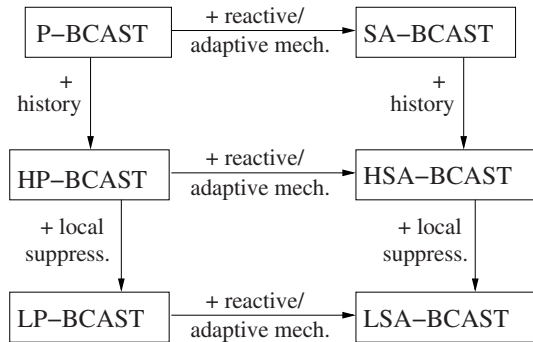 P−BCAST
+ reactive/
adaptive mech.
SA−BCAST
+
history
+
history
HP−BCAST
+ reactive/
adaptive mech.
HSA−BCAST
+ local
suppress.
+ local
suppress.
LP−BCAST
+ reactive/
adaptive mech.
LSA−BCAST